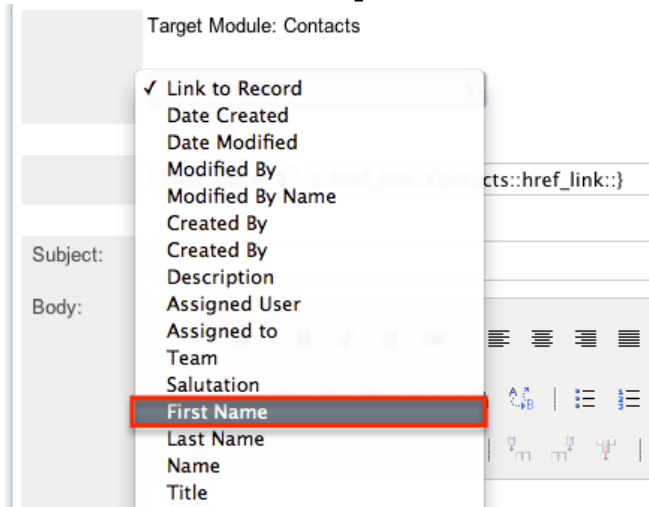 Target Module: Contacts
✓ Link to Record
Date Created
Date Modified
Modified By
cts::href_link::}
Modified By Name
Created By
Subject:
Created By
Description
Body:
Assigned User
Assigned to
Team
Salutation
First Name
Last Name
Name
Title